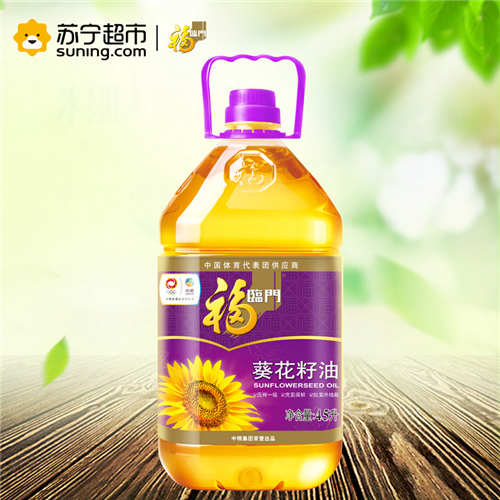 苏宁超市
suning.com
福臨門
中国体育代表团供应商
福臨門
葵花籽油
SUNFLOWERSEED OIL
净含量:4.5升
中粮集团荣誉出品